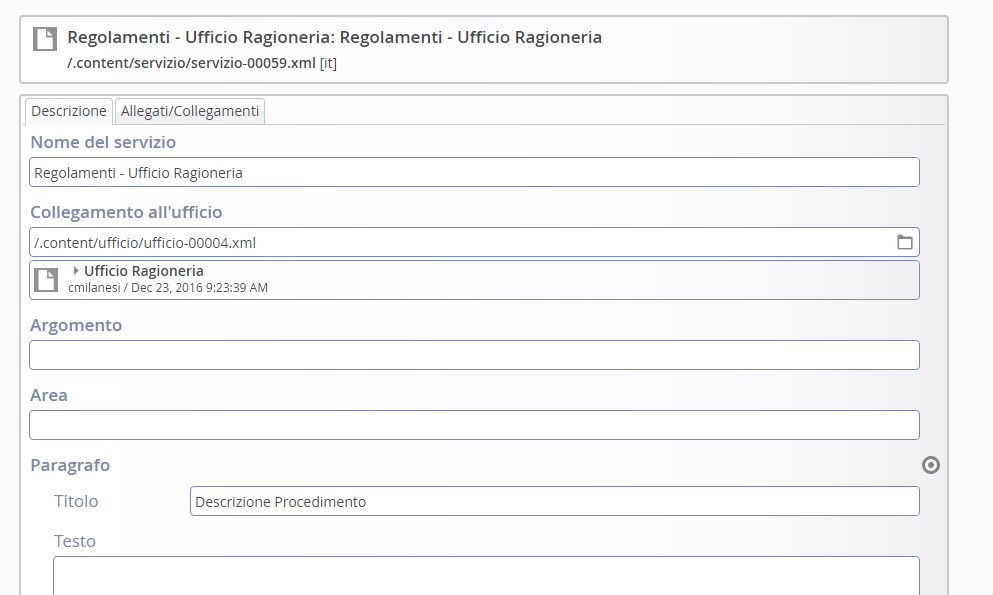 Regolamenti - Ufficio Ragioneria: Regolamenti - Ufficio Ragioneria
/.content/servizio/servizio-00059.xml [it]
Descrizione Allegati/Collegamenti
Nome del servizio
Regolamenti - Ufficio Ragioneria
Collegamento all'ufficio
/.content/ufficio/ufficio-00004.xml
Ufficio Ragioneria
cmilanesi / Dec 23, 2016 9:23:39 AM
Argomento
Area
Paragrafo
Titolo Descrizione Procedimento
Testo